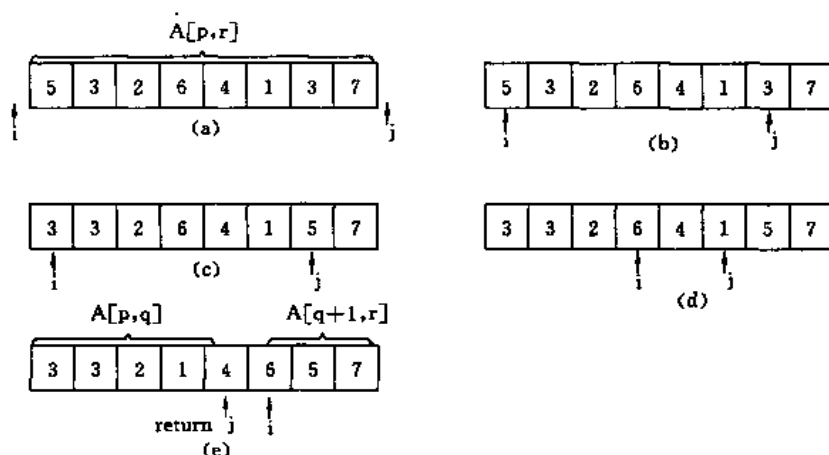 A[p,r]
5 3 2 6 4 1 3 7
i (a) j
5 3 2 6 4 1 3 7
i (b) j
3 3 2 6 4 1 5 7
i (c) j
3 3 2 6 4 1 5 7
i j
(d)
A[p,q] A[q+1,r]
3 3 2 1 4 6 5 7
return j i
(e)